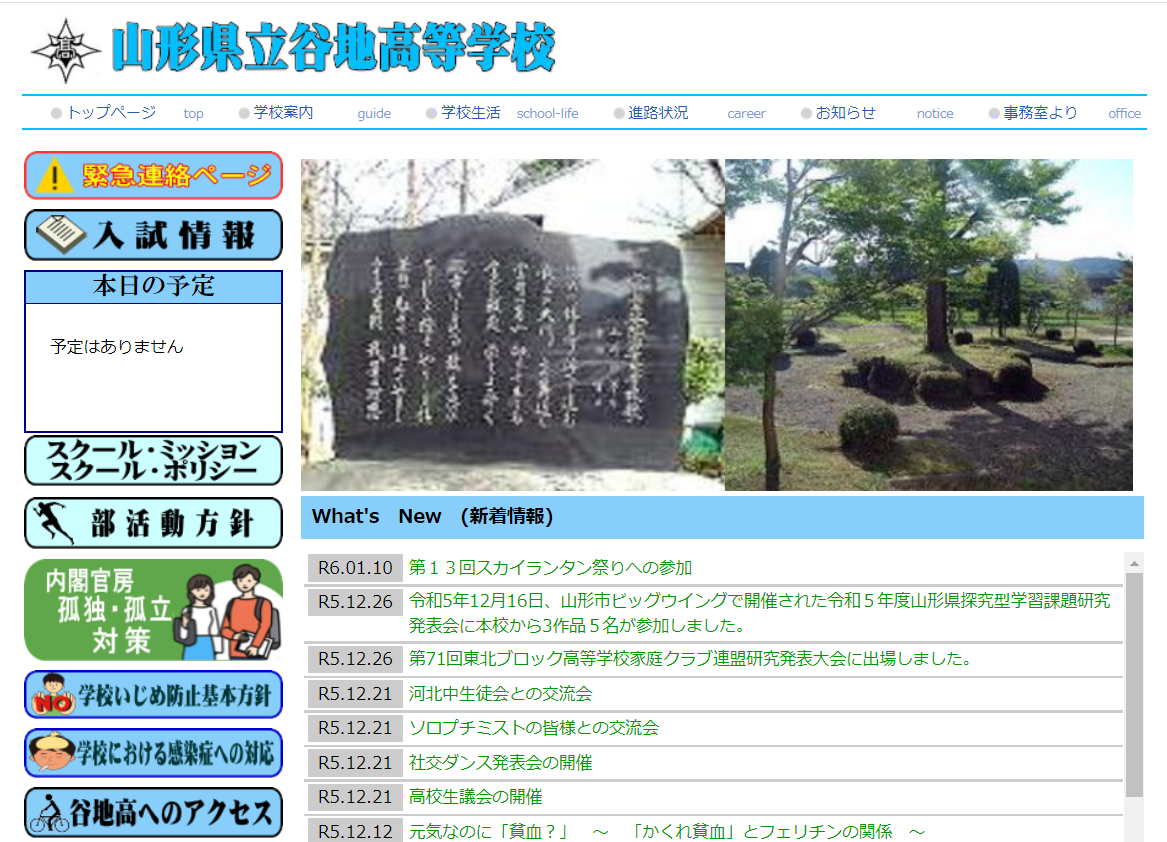 高
山形県立谷地高等学校
トップページ top 学校案内 guide 学校生活 school-life 進路状況 career お知らせ notice 事務室より office
緊急連絡ページ
入試情報
本日の予定
予定はありません
スクール・ミッション
スクール・ポリシー
部活動方針
内閣官房
孤独・孤立
対策
NO 学校いじめ防止基本方針
学校における感染症への対応
谷地高へのアクセス
What's New (新着情報)
R6.01.10 第１３回スカイランタン祭りへの参加
R5.12.26 令和5年12月16日、山形市ビッグウイングで開催された令和５年度山形県探究型学習課題研究
発表会に本校から3作品５名が参加しました。
R5.12.26 第71回東北ブロック高等学校家庭クラブ連盟研究発表大会に出場しました。
R5.12.21 河北中生徒会との交流会
R5.12.21 ソロプチミストの皆様との交流会
R5.12.21 社交ダンス発表会の開催
R5.12.21 高校生議会の開催
R5.12.12 元気なのに「貧血？」　～　「かくれ貧血」とフェリチンの関係　～